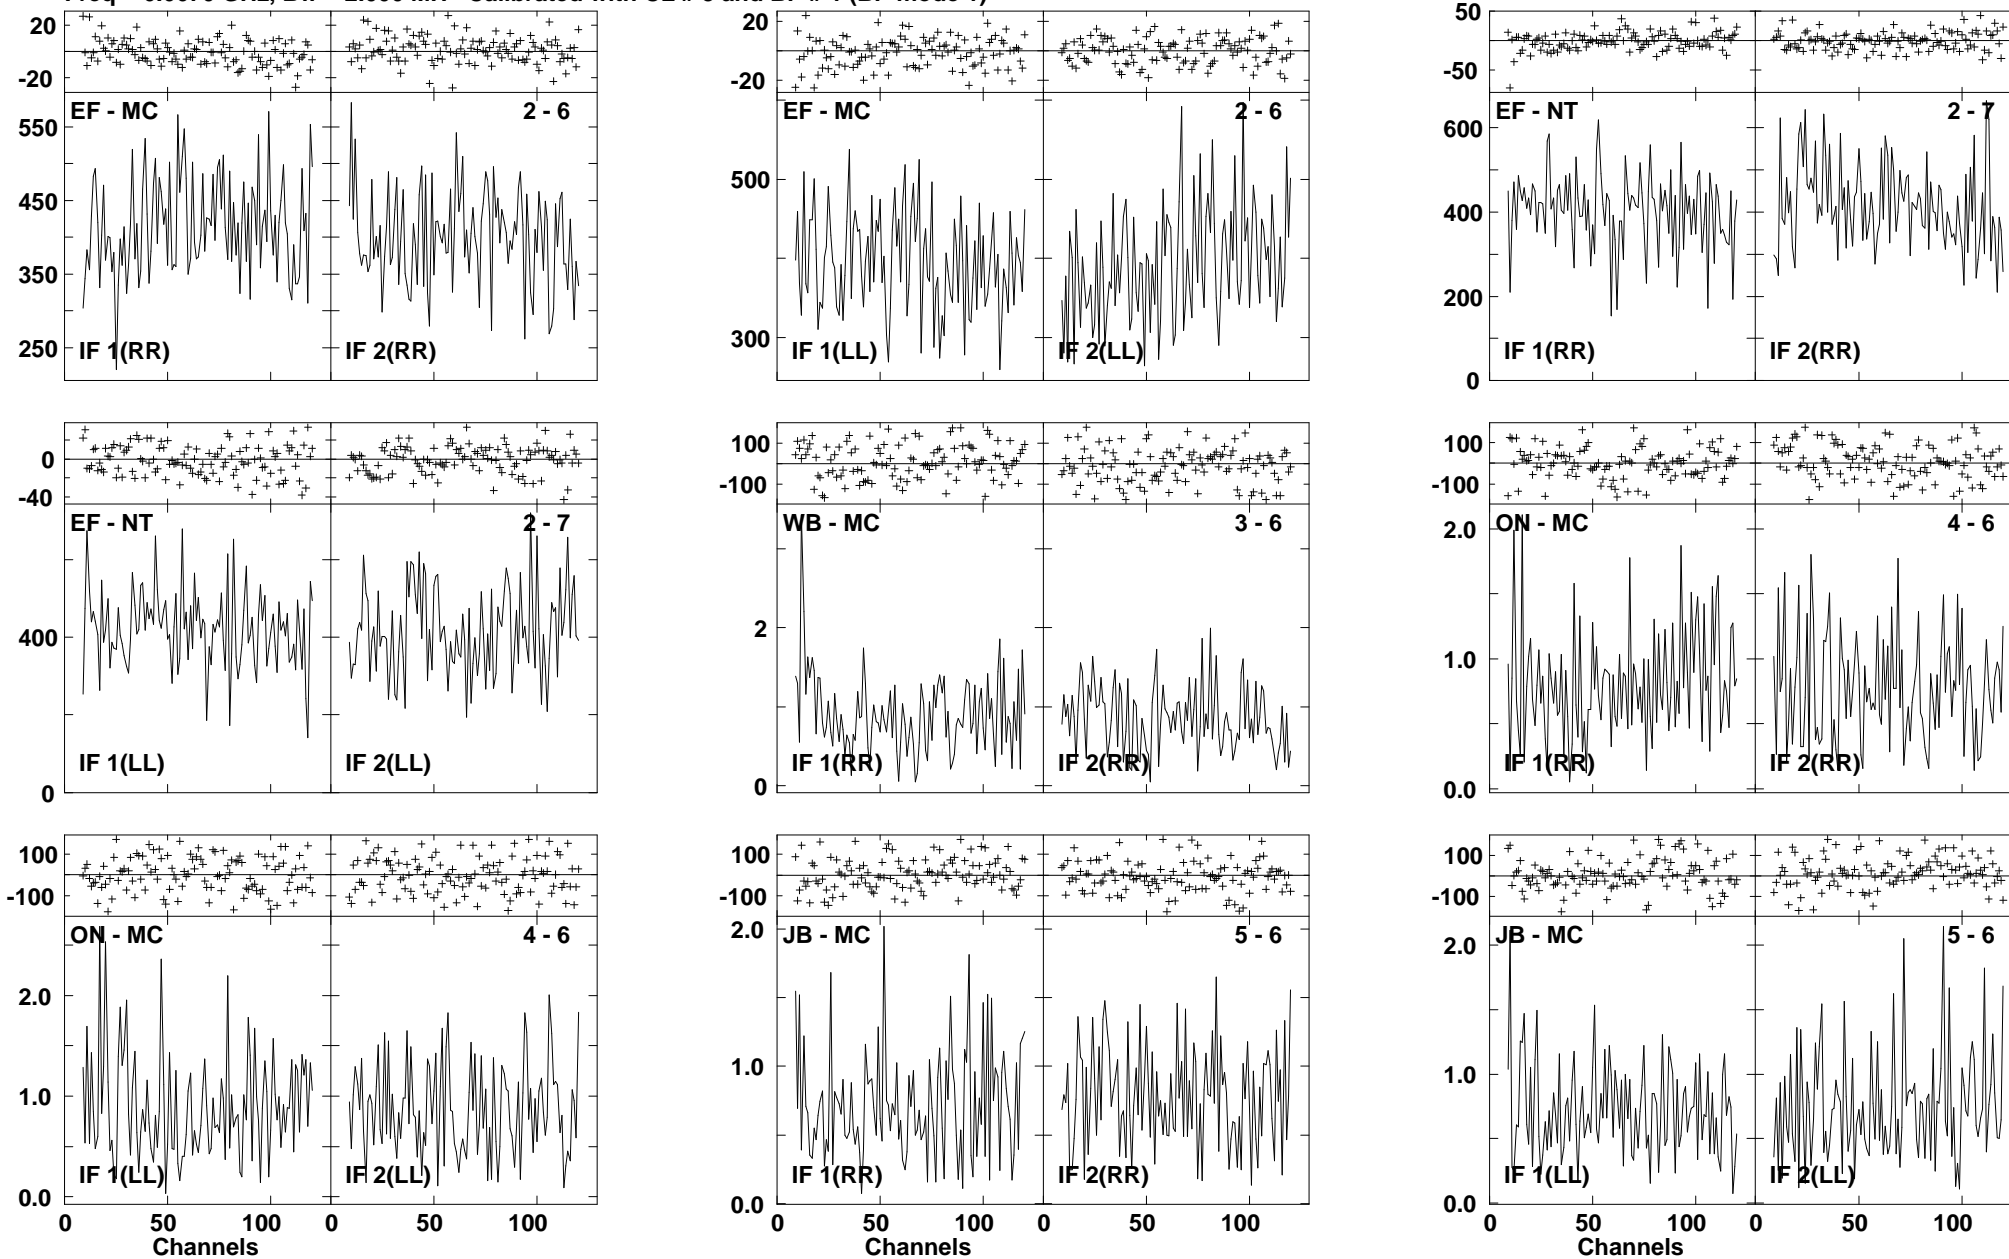 20
-20
EF - MC
2 - 6
550
450
350
250
IF 1(RR)
IF 2(RR)
20
-20
EF - MC
2 - 6
500
300
IF 1(LL)
IF 2(LL)
50
-50
EF - NT
2 - 7
600
400
200
0
IF 1(RR)
IF 2(RR)
0
-40
EF - NT
2 - 7
400
0
IF 1(LL)
IF 2(LL)
100
-100
WB - MC
3 - 6
2
0
IF 1(RR)
IF 2(RR)
100
-100
ON - MC
4 - 6
2.0
1.0
0.0
IF 1(RR)
IF 2(RR)
100
-100
ON - MC
4 - 6
2.0
1.0
0.0
IF 1(LL)
IF 2(LL)
0 50 100 0 50 100
Channels
100
-100
JB - MC
5 - 6
2.0
1.0
0.0
IF 1(RR)
IF 2(RR)
0 50 100 0 50 100
Channels
100
-100
JB - MC
5 - 6
2.0
1.0
0.0
IF 1(LL)
IF 2(LL)
0 50 100 0 50 100
Channels